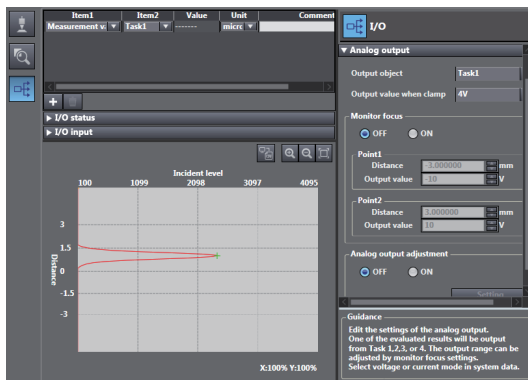 Item1 Item2 Value Unit Comment
Measurement v. Task1 ------- micro
I/O status
I/O input
Incident level
100 1099 2098 3097 4095
Distance
3
1.5
0
-1.5
-3
X:100% Y:100%
I/O
Analog output
Output object Task1
Output value when clamp 4V
Monitor focus
OFF ON
Point1
Distance -3.000000 mm
Output value -10 V
Point2
Distance 3.000000 mm
Output value 10 V
Analog output adjustment
OFF ON
Setting
Guidance
Edit the settings of the analog output.
One of the evaluated results will be output
from Task 1,2,3, or 4. The output range can be
adjusted by monitor focus settings.
Select voltage or current mode in system data.